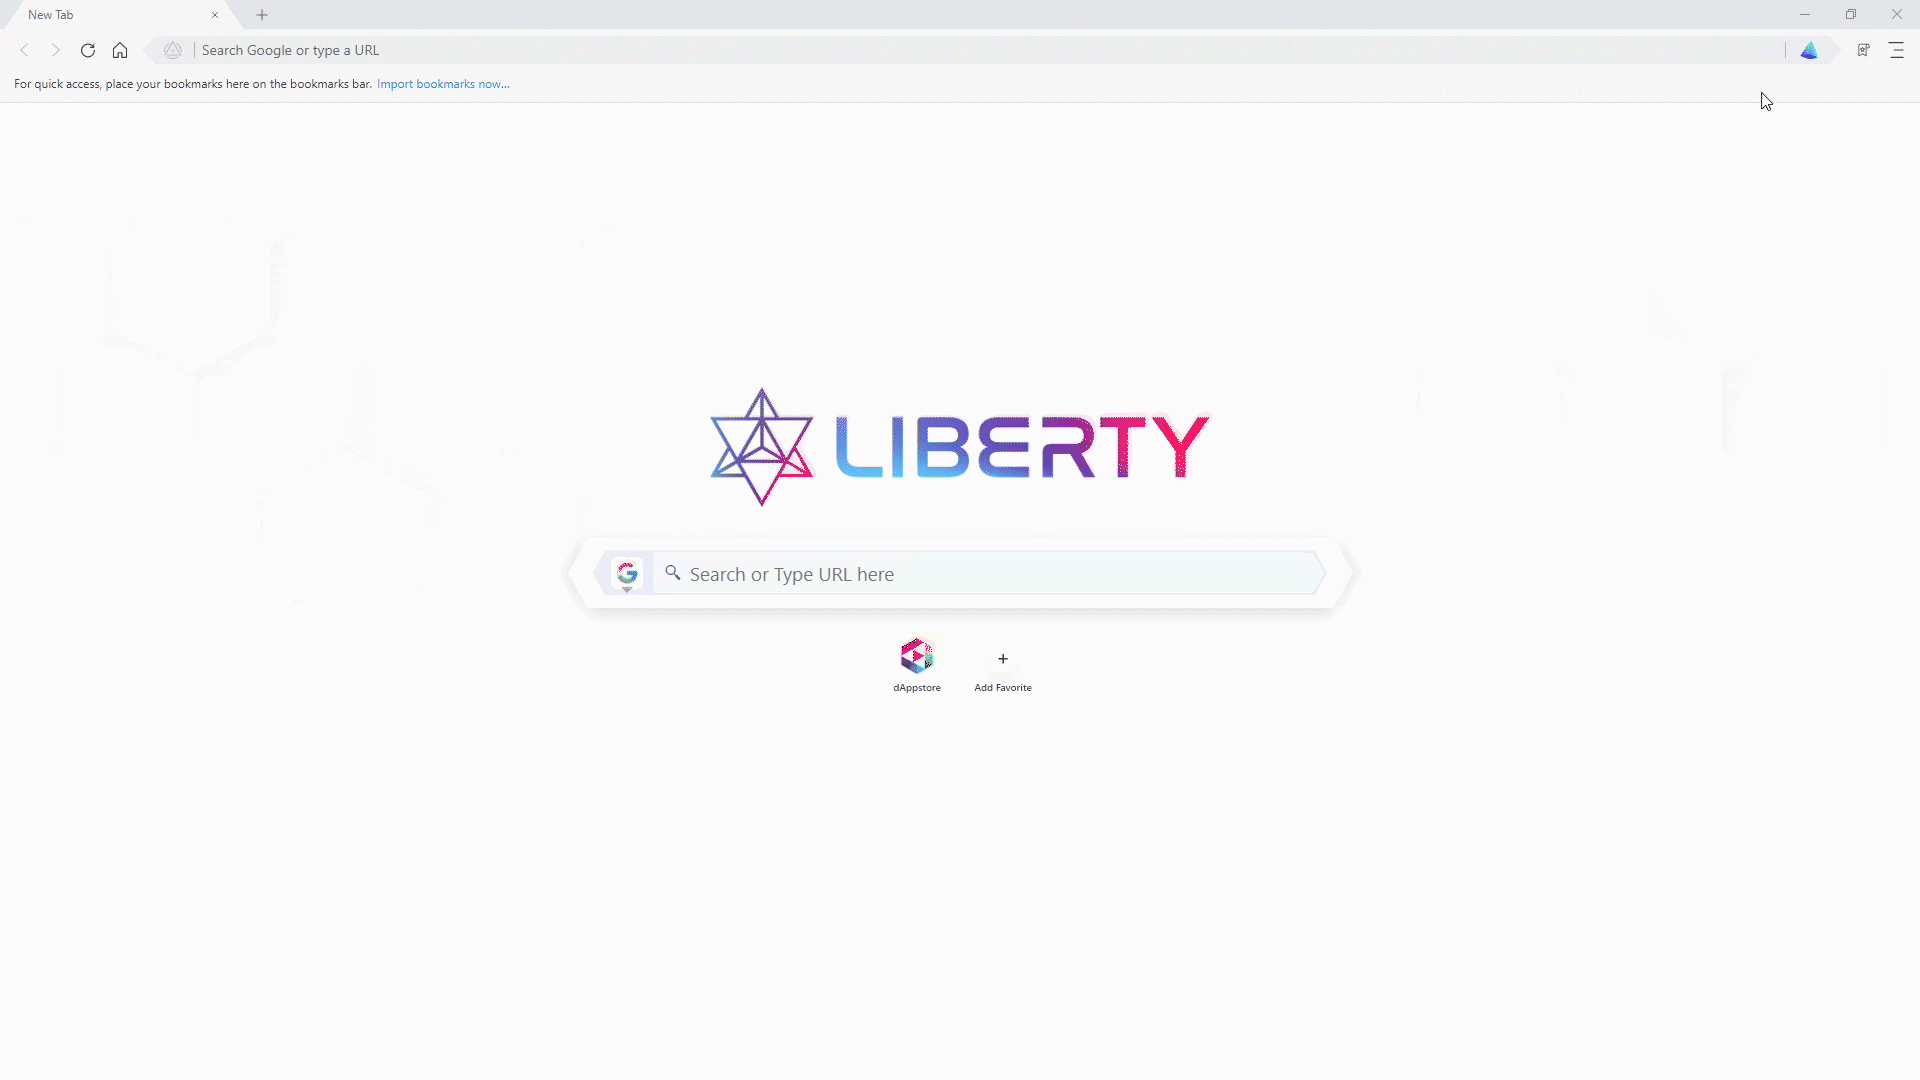 New Tab
Search Google or type a URL
For quick access, place your bookmarks here on the bookmarks bar. Import bookmarks now...
LIBERTY
G
Search or Type URL here
dAppstore
Add Favorite